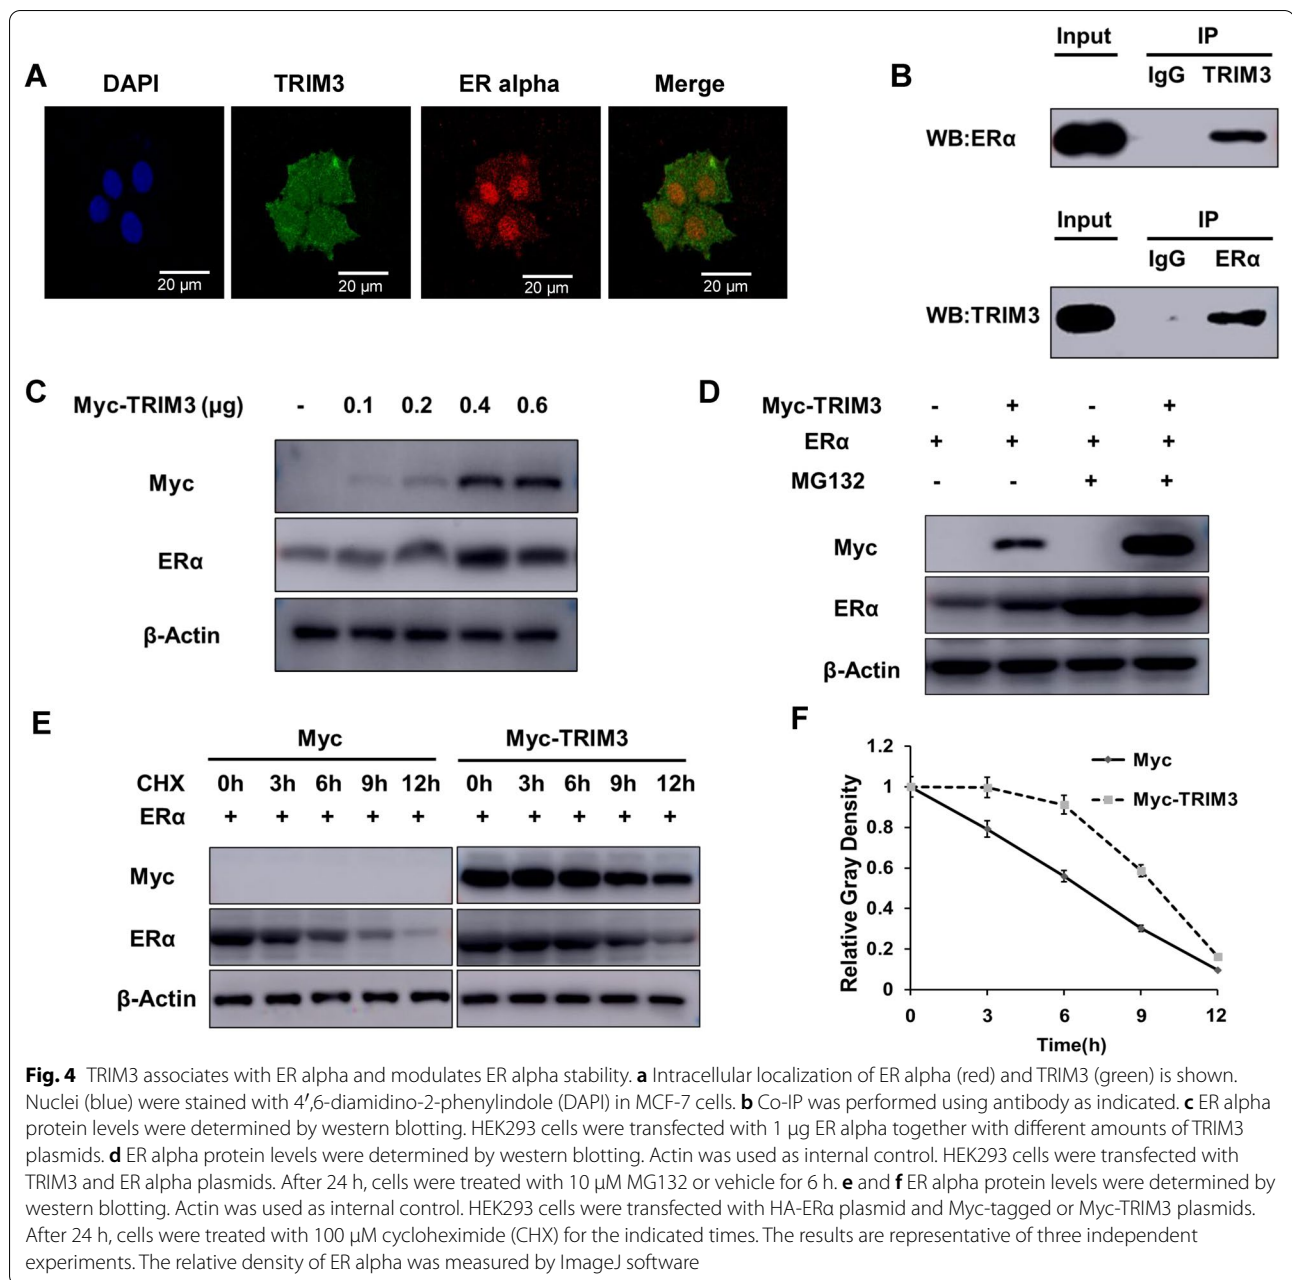 A
DAPI TRIM3 ER alpha Merge
20 µm 20 µm 20 µm 20 µm
B
Input IP
IgG TRIM3
WB:ERα
Input IP
IgG ERα
WB:TRIM3
C
Myc-TRIM3 (µg) - 0.1 0.2 0.4 0.6
Myc
ERα
β-Actin
D
Myc-TRIM3 - + - +
ERα + + + +
MG132 - - + +
Myc
ERα
β-Actin
E
Myc Myc-TRIM3
CHX 0h 3h 6h 9h 12h 0h 3h 6h 9h 12h
ERα + + + + + + + + + +
Myc
ERα
β-Actin
F
Relative Gray Density
1.2
1
0.8
0.6
0.4
0.2
0
0 3 6 9 12
Time(h)
Myc
Myc-TRIM3
Fig. 4 TRIM3 associates with ER alpha and modulates ER alpha stability. a Intracellular localization of ER alpha (red) and TRIM3 (green) is shown.
Nuclei (blue) were stained with 4′,6-diamidino-2-phenylindole (DAPI) in MCF-7 cells. b Co-IP was performed using antibody as indicated. c ER alpha
protein levels were determined by western blotting. HEK293 cells were transfected with 1 µg ER alpha together with different amounts of TRIM3
plasmids. d ER alpha protein levels were determined by western blotting. Actin was used as internal control. HEK293 cells were transfected with
TRIM3 and ER alpha plasmids. After 24 h, cells were treated with 10 µM MG132 or vehicle for 6 h. e and f ER alpha protein levels were determined by
western blotting. Actin was used as internal control. HEK293 cells were transfected with HA-ERα plasmid and Myc-tagged or Myc-TRIM3 plasmids.
After 24 h, cells were treated with 100 µM cycloheximide (CHX) for the indicated times. The results are representative of three independent
experiments. The relative density of ER alpha was measured by ImageJ software